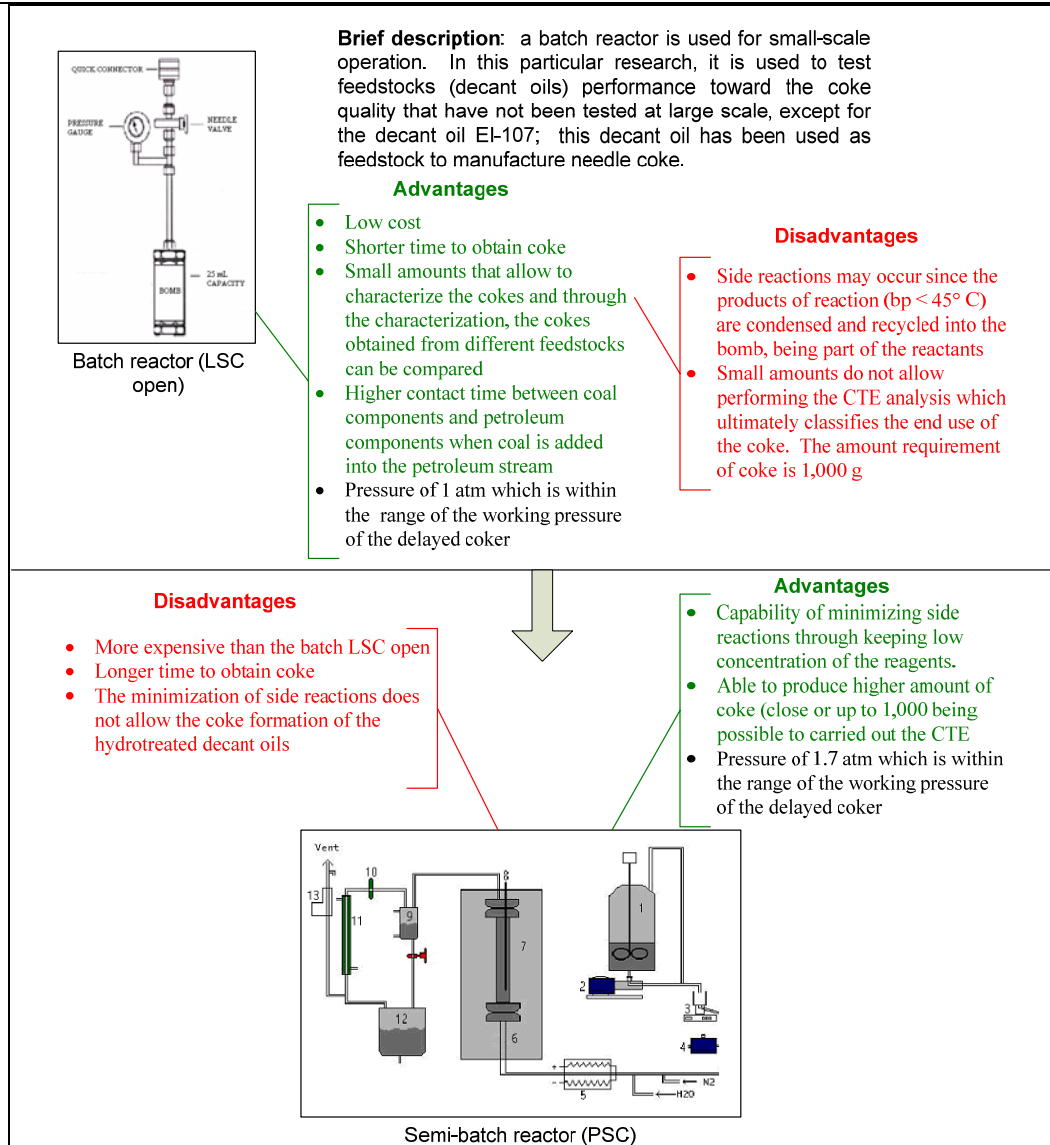 Brief description: a batch reactor is used for small-scale
operation. In this particular research, it is used to test
feedstocks (decant oils) performance toward the coke
quality that have not been tested at large scale, except for
the decant oil EI-107; this decant oil has been used as
feedstock to manufacture needle coke.
QUICK CONNECTOR
PRESSURE
GAUGE
NEEDLE
VALVE
BOMB
25 mL
CAPACITY
Batch reactor (LSC
open)
Advantages
• Low cost
• Shorter time to obtain coke
• Small amounts that allow to
characterize the cokes and through
the characterization, the cokes
obtained from different feedstocks
can be compared
• Higher contact time between coal
components and petroleum
components when coal is added
into the petroleum stream
• Pressure of 1 atm which is within
the range of the working pressure
of the delayed coker
Disadvantages
• Side reactions may occur since the
products of reaction (bp < 45° C)
are condensed and recycled into the
bomb, being part of the reactants
• Small amounts do not allow
performing the CTE analysis which
ultimately classifies the end use of
the coke. The amount requirement
of coke is 1,000 g
Disadvantages
• More expensive than the batch LSC open
• Longer time to obtain coke
• The minimization of side reactions does
not allow the coke formation of the
hydrotreated decant oils
Advantages
• Capability of minimizing side
reactions through keeping low
concentration of the reagents.
• Able to produce higher amount of
coke (close or up to 1,000 being
possible to carried out the CTE
• Pressure of 1.7 atm which is within
the range of the working pressure
of the delayed coker
Vent
13
11
10
9
12
8
7
6
1
2
3
4
+
-
5
N2
H2O
Semi-batch reactor (PSC)